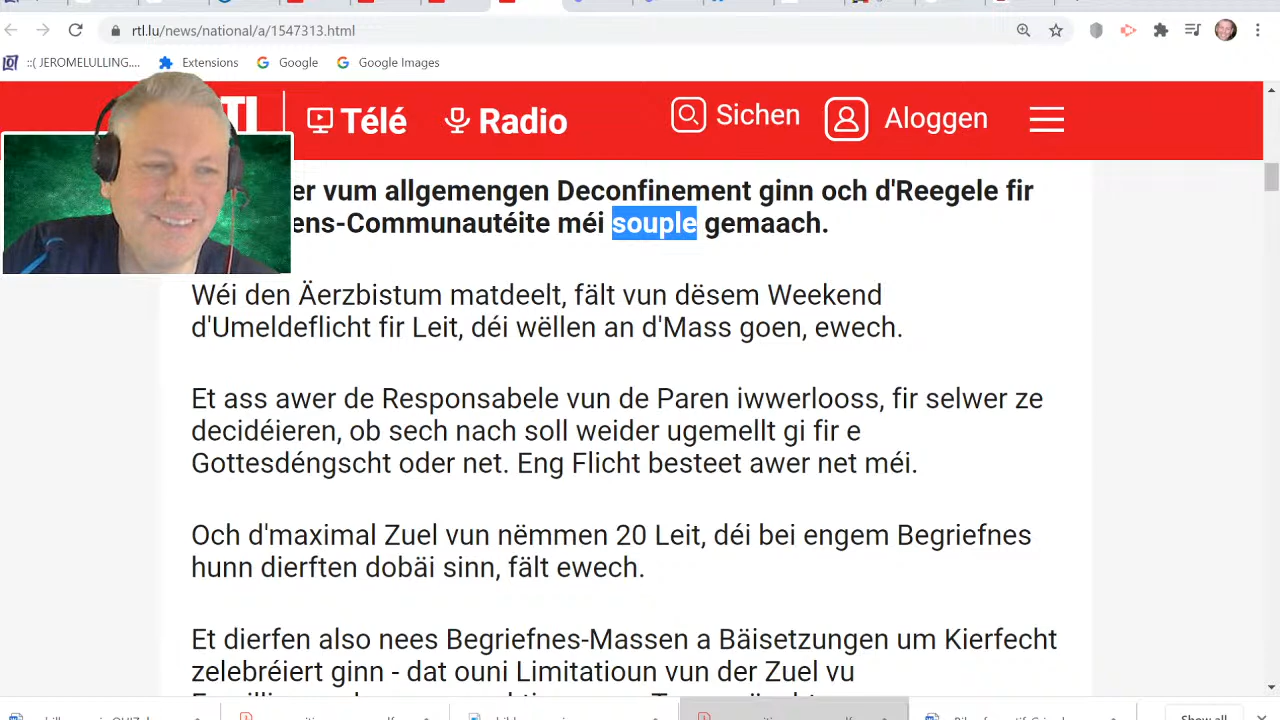 rtl.lu/news/national/a/1547313.html
::( JEROMELULLING.... Extensions Google Google Images
Télé Radio Sichen Aloggen
vum allgemengen Deconfinement ginn och d'Reegele fir
méi souple gemaach.
Wéi den Äerzbistum matdeelt, fält vun dësem Weekend
d'Umeldeflicht fir Leit, déi wëllen an d'Mass goen, ewech.
Et ass awer de Responsabele vun de Paren iwwerlooss, fir selwer ze
decidéieren, ob sech nach soll weider ugemellt gi fir e
Gottesdéngscht oder net. Eng Flicht besteet awer net méi.
Och d'maximal Zuel vun nëmmen 20 Leit, déi bei engem Begriefnes
hunn dierften dobäi sinn, fält ewech.
Et dierfen also nees Begriefnes-Massen a Bäisetzungen um Kierfecht
zelebréiert ginn - dat ouni Limitatioun vun der Zuel vu
Show all